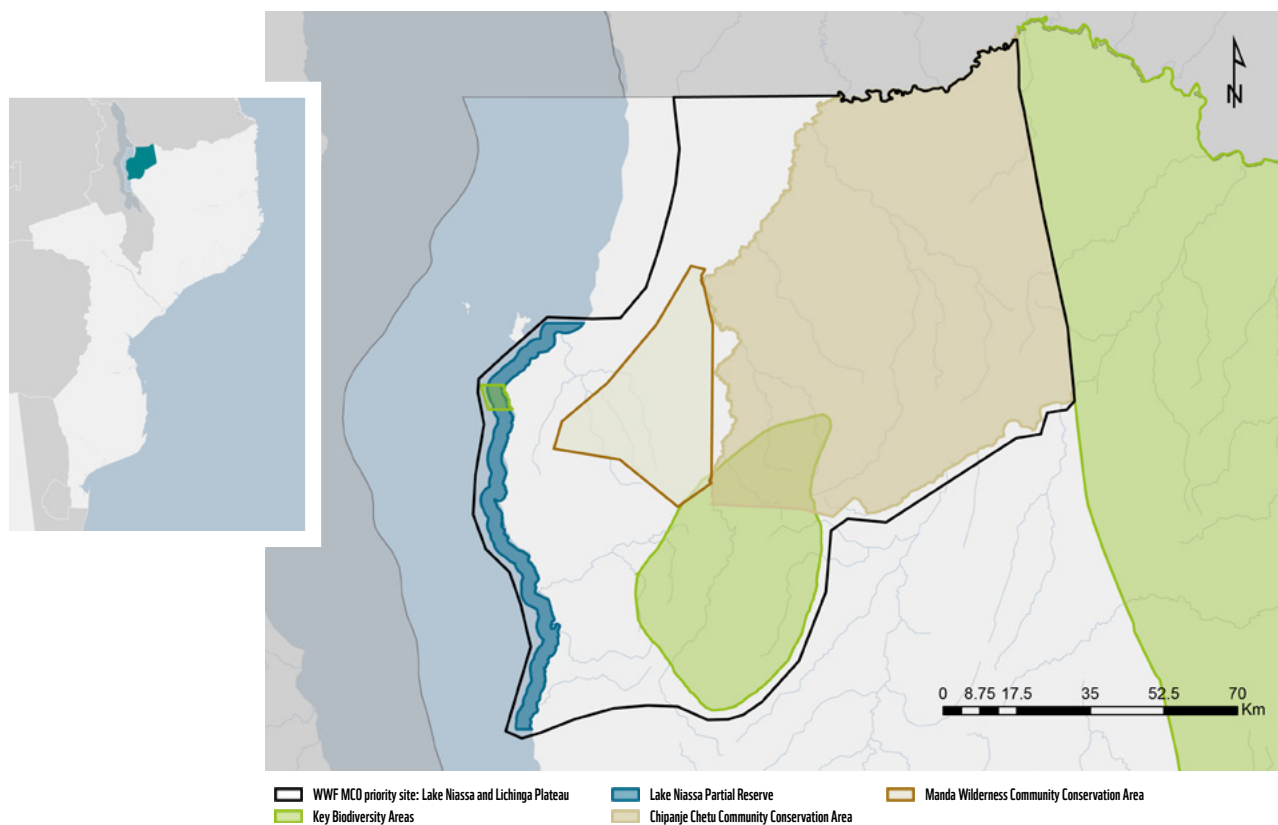 N
0 8.75 17.5 35 52.5 70
Km
WWF MCO priority site: Lake Niassa and Lichinga Plateau
Lake Niassa Partial Reserve
Manda Wilderness Community Conservation Area
Key Biodiversity Areas
Chipanje Chetu Community Conservation Area